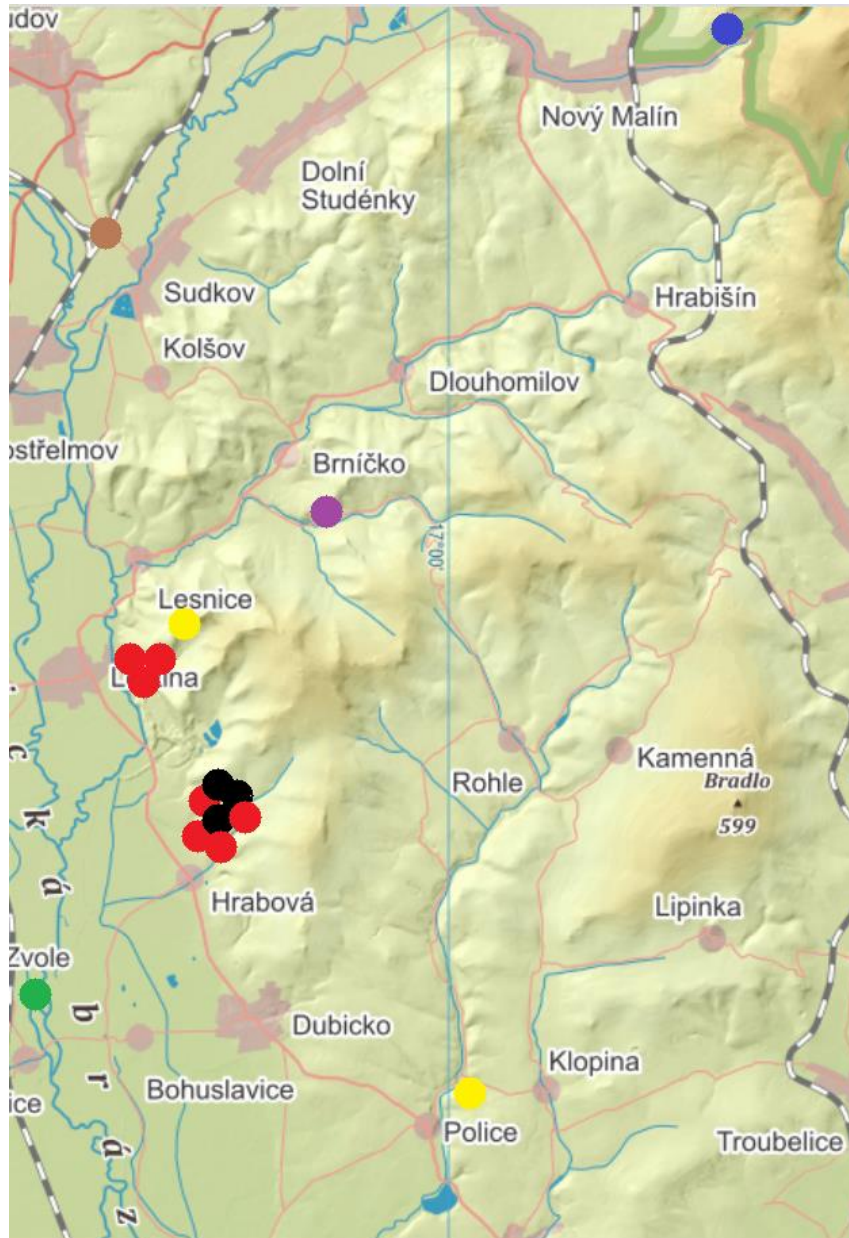 udov
Nový Malín
Dolní
Studénky
Sudkov
Hrabišín
Kolšov
Dlouhomilov
ostřelmov
Brníčko
17°00'
Lesnice
L ina
i
c
k
á
b
r
á
z
Rohle
Kamenná
Bradlo
599
Hrabová
Lipinka
Zvole
Dubicko
Bohuslavice
Klopina
ice
Police
Troubelice